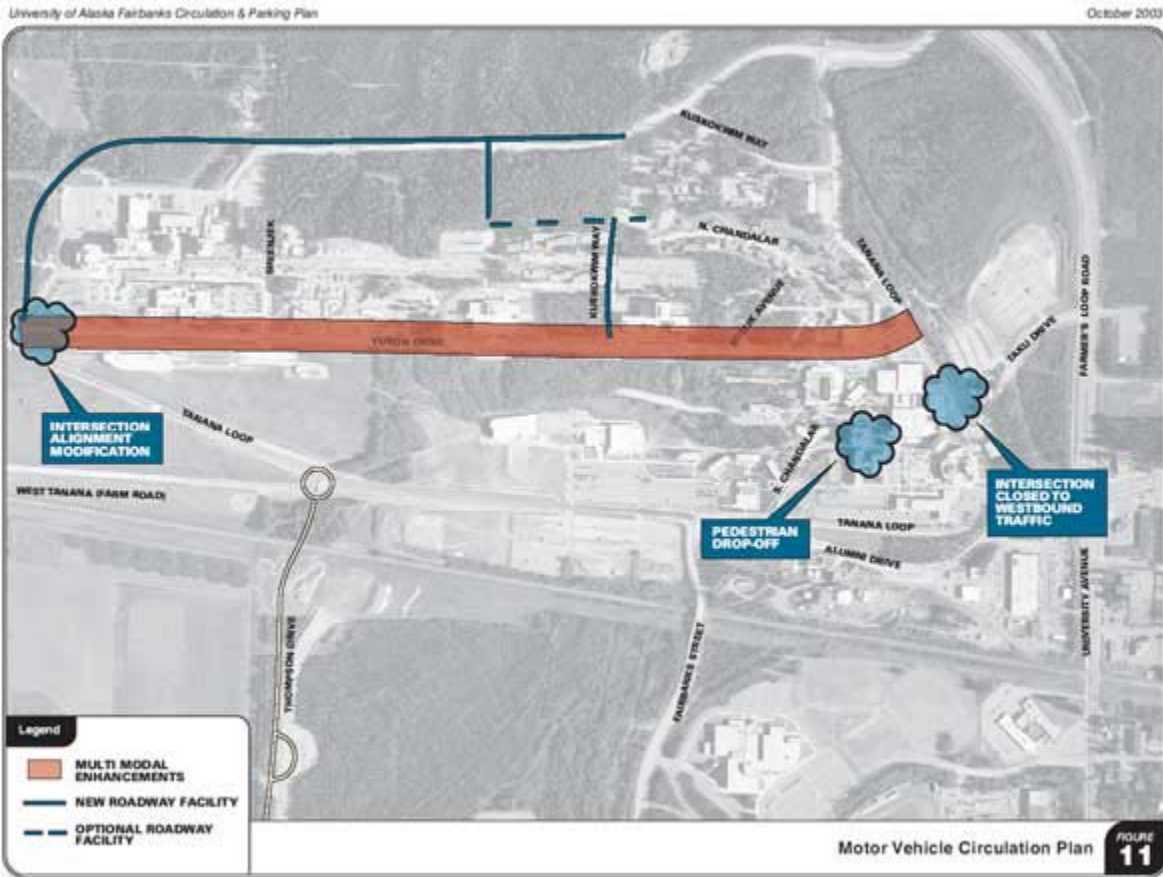 University of Alaska Fairbanks Circulation & Parking Plan
October 2003
KUSKOKWIM WAY
SHEENJEK
KUSKOKWIM WAY
N. CHANDALAR
TANANA LOOP
AVENUE
YUKON DRIVE
TAKU DRIVE
FARMER'S LOOP ROAD
INTERSECTION
ALIGNMENT
MODIFICATION
TANANA LOOP
WEST TANANA (FARM ROAD)
S. CHANDALAR
PEDESTRIAN
DROP-OFF
TANANA LOOP
ALUMNI DRIVE
INTERSECTION
CLOSED TO
WESTBOUND
TRAFFIC
UNIVERSITY AVENUE
THOMPSON DRIVE
FAIRBANKS STREET
Legend
MULTI MODAL
ENHANCEMENTS
NEW ROADWAY FACILITY
OPTIONAL ROADWAY
FACILITY
Motor Vehicle Circulation Plan
FIGURE
11